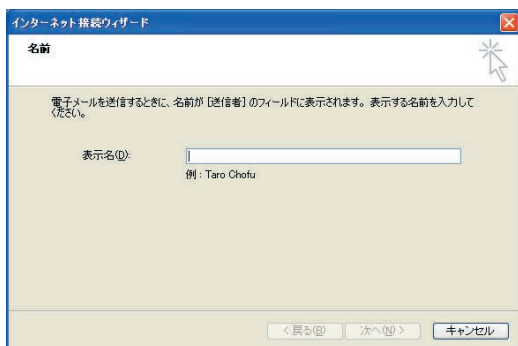 インターネット接続ウィザード
名前
電子メールを送信するときに、名前が [送信者] のフィールドに表示されます。表示する名前を入力して
ください。
表示名(D):
例 : Taro Chofu
< 戻る(B)
次へ(N) >
キャンセル